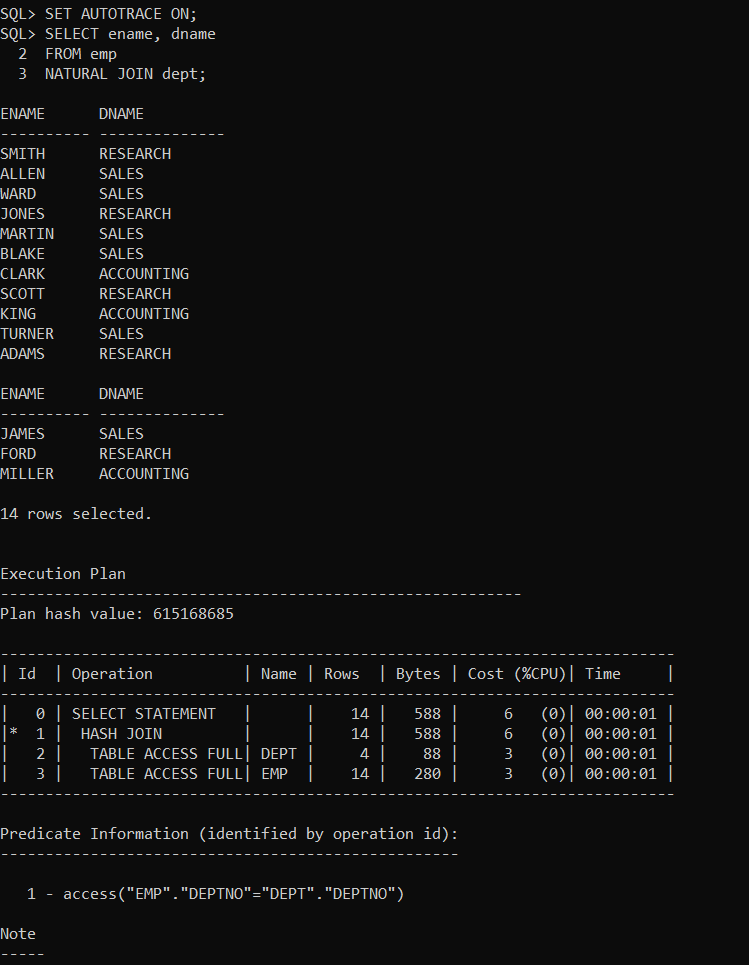 SQL> SET AUTOTRACE ON;
SQL> SELECT ename, dname
  2  FROM emp
  3  NATURAL JOIN dept;

ENAME      DNAME
---------- --------------
SMITH      RESEARCH
ALLEN      SALES
WARD       SALES
JONES      RESEARCH
MARTIN     SALES
BLAKE      SALES
CLARK      ACCOUNTING
SCOTT      RESEARCH
KING       ACCOUNTING
TURNER     SALES
ADAMS      RESEARCH

ENAME      DNAME
---------- --------------
JAMES      SALES
FORD       RESEARCH
MILLER     ACCOUNTING

14 rows selected.


Execution Plan
----------------------------------------------------------
Plan hash value: 615168685

---------------------------------------------------------------------------
| Id  | Operation          | Name | Rows  | Bytes | Cost (%CPU)| Time     |
---------------------------------------------------------------------------
|   0 | SELECT STATEMENT   |      |    14 |   588 |     6   (0)| 00:00:01 |
|*  1 |  HASH JOIN         |      |    14 |   588 |     6   (0)| 00:00:01 |
|   2 |   TABLE ACCESS FULL| DEPT |     4 |    88 |     3   (0)| 00:00:01 |
|   3 |   TABLE ACCESS FULL| EMP  |    14 |   280 |     3   (0)| 00:00:01 |
---------------------------------------------------------------------------

Predicate Information (identified by operation id):
---------------------------------------------------

   1 - access("EMP"."DEPTNO"="DEPT"."DEPTNO")

Note
-----